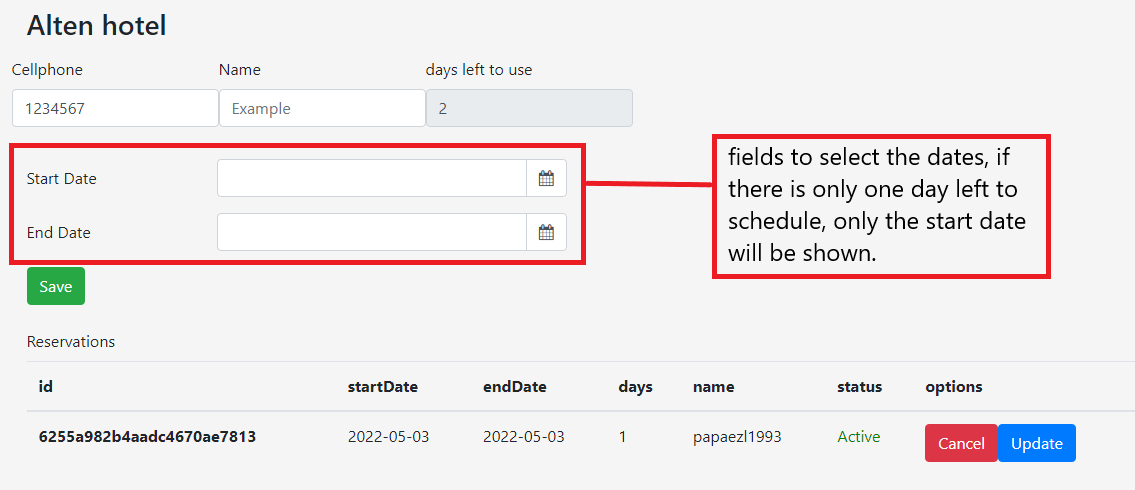 Alten hotel
Cellphone Name days left to use
1234567 Example 2
Start Date
End Date
fields to select the dates, if
there is only one day left to
schedule, only the start date
will be shown.
Save
Reservations
id startDate endDate days name status options
6255a982b4aadc4670ae7813 2022-05-03 2022-05-03 1 papaezl1993 Active Cancel Update